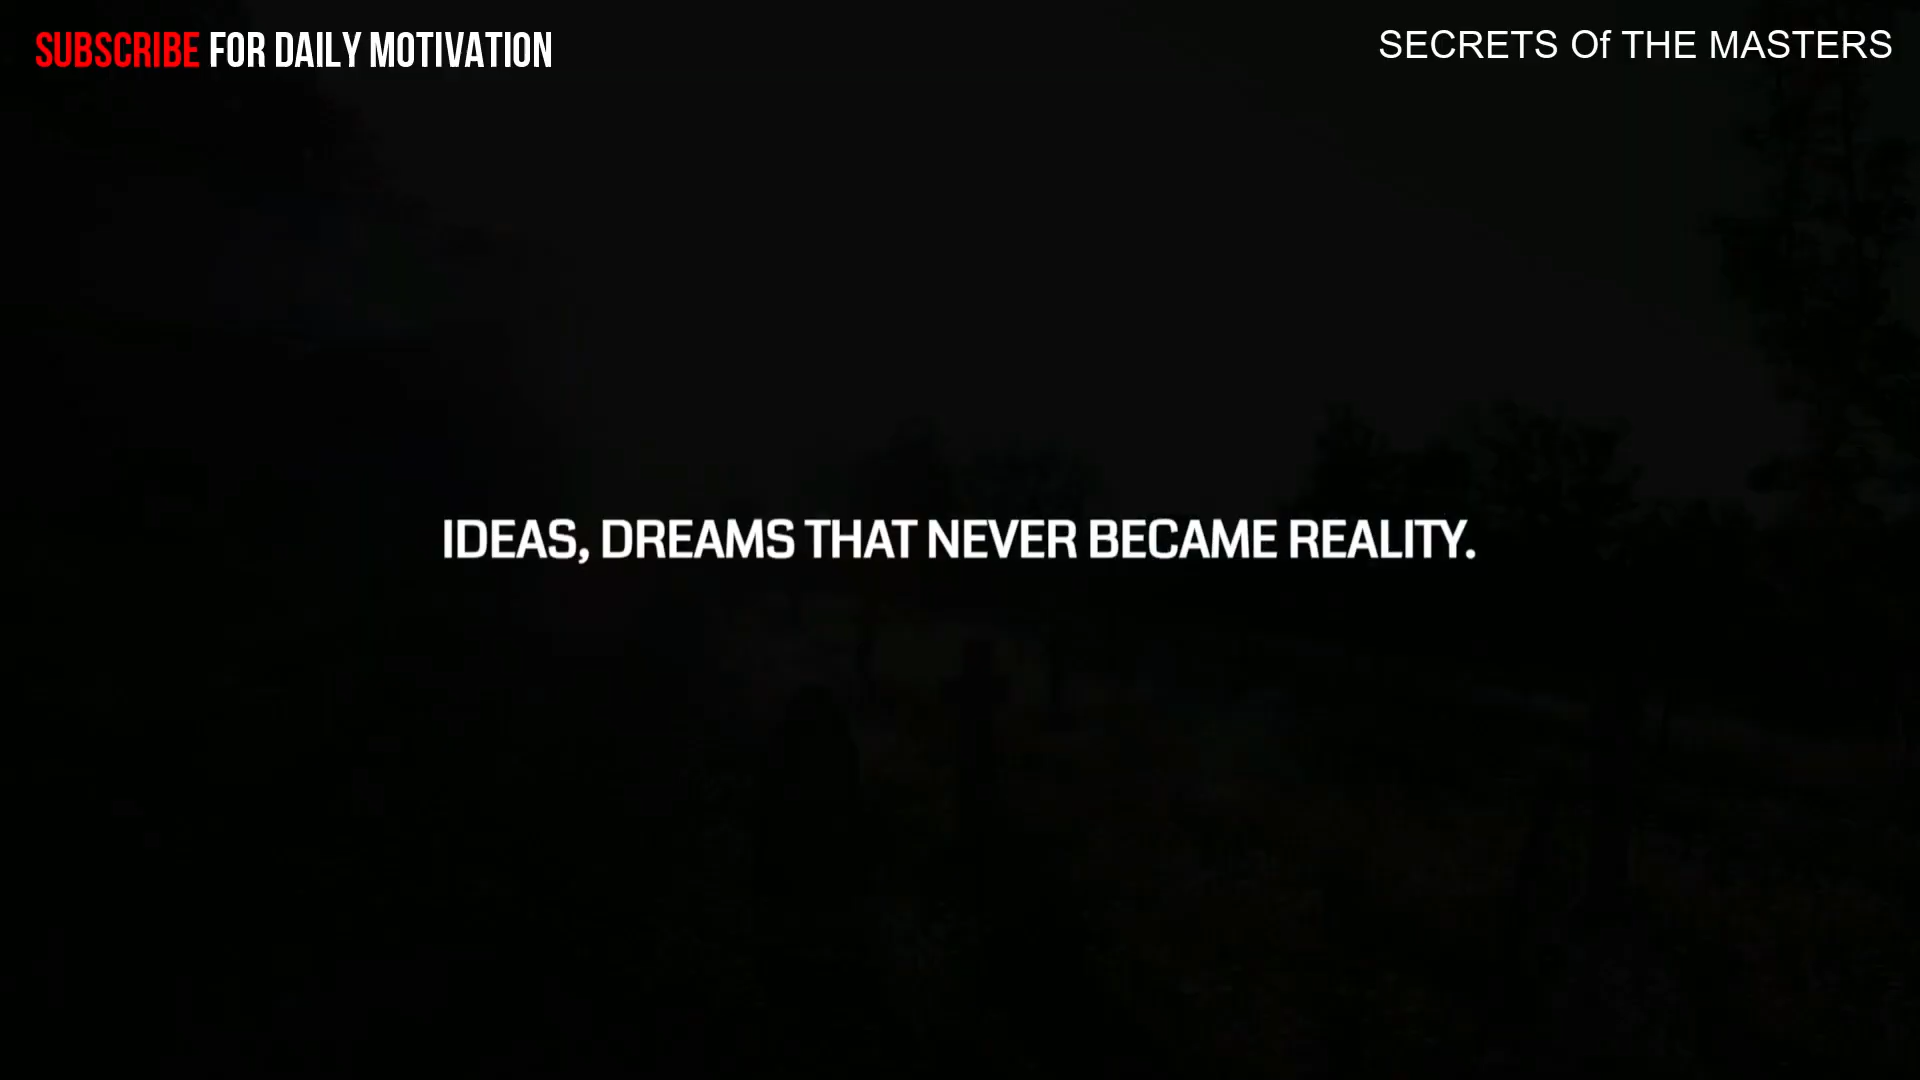 SUBSCRIBE FOR DAILY MOTIVATION
SECRETS Of THE MASTERS
IDEAS, DREAMS THAT NEVER BECAME REALITY.